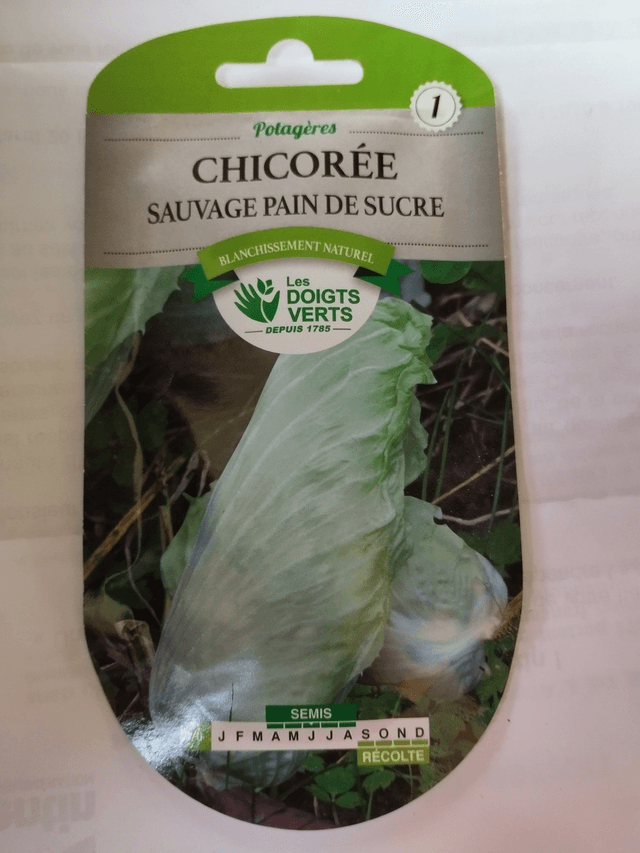 1
Potagères
CHICORÉE
SAUVAGE PAIN DE SUCRE
BLANCHISSEMENT NATUREL
Les
DOIGTS
VERTS
DEPUIS 1785
SEMIS
J F M A M J J A S O N D
RÉCOLTE